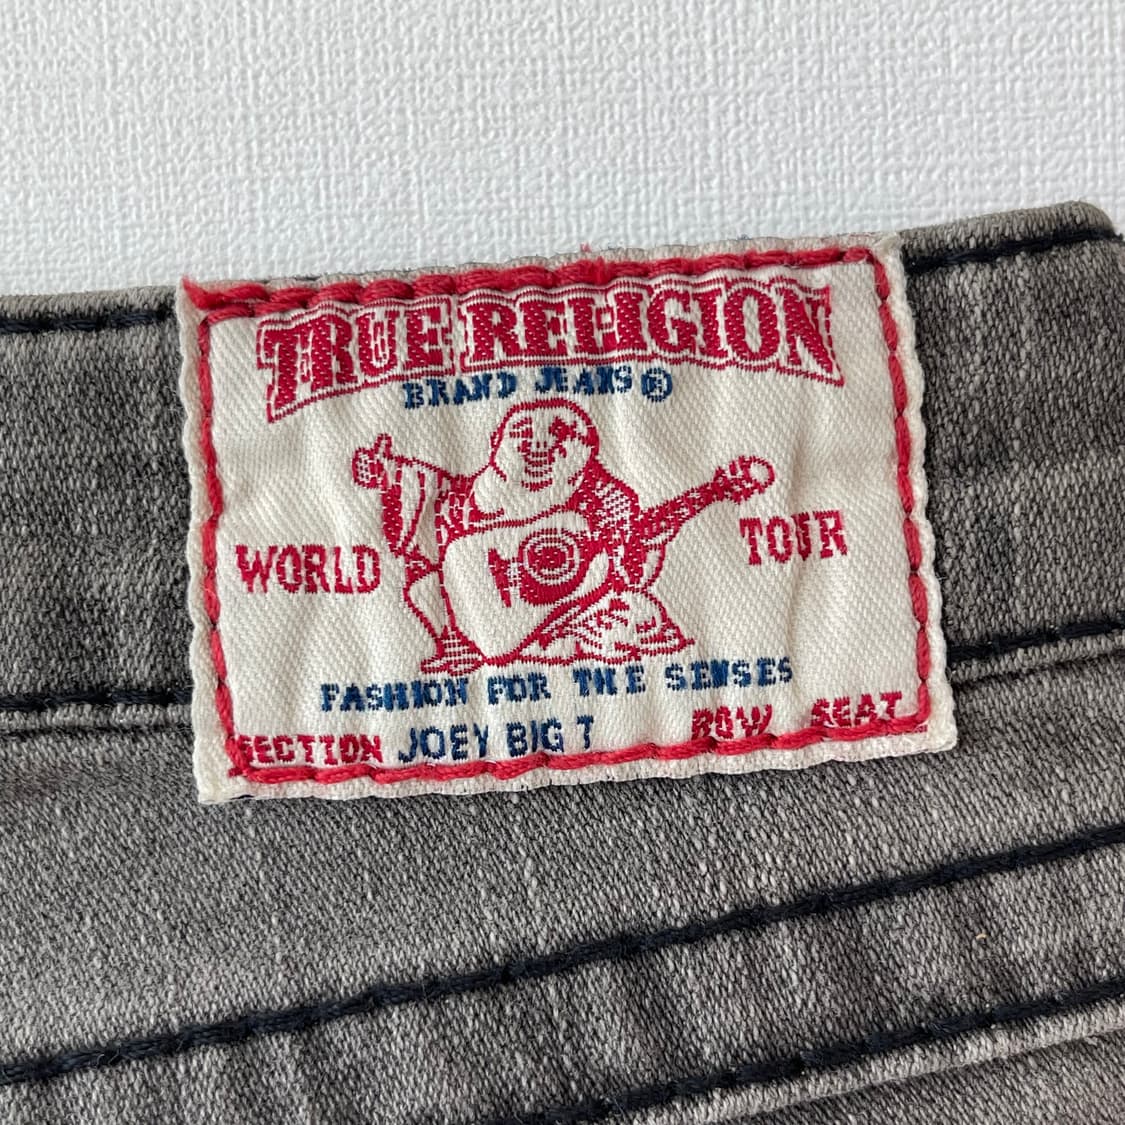 TRUE RELIGION
BRAND JEANS®
WORLD TOUR
FASHION FOR THE SENSES
SECTION JOEY BIG T ROW SEAT